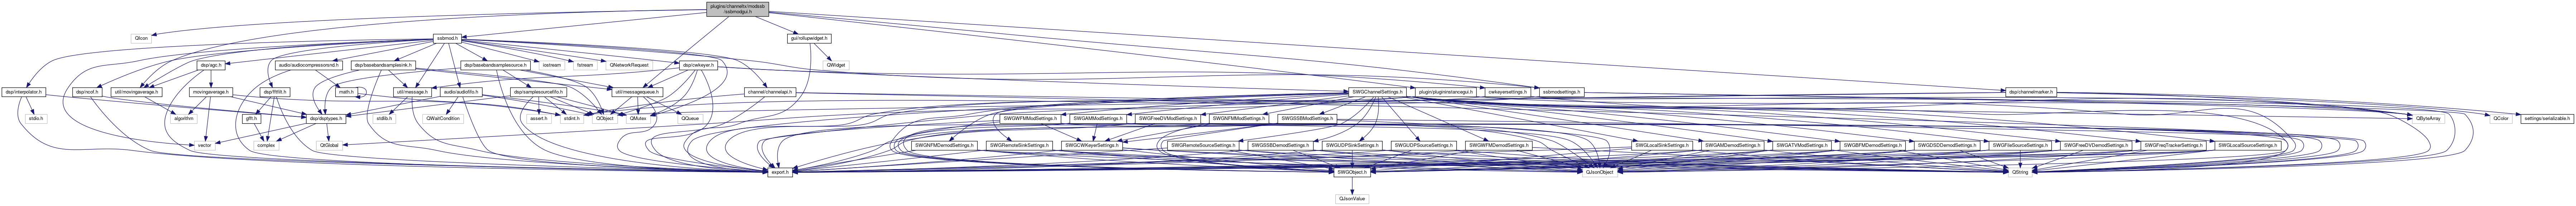 plugins/channeltx/modssb
/ssbmodgui.h
QIcon
ssbmod.h
gui/rollupwidget.h
dsp/agc.h
audio/audiocompressorsnd.h
dsp/basebandsamplesink.h
dsp/basebandsamplesource.h
iostream
fstream
QNetworkRequest
dsp/cwkeyer.h
QWidget
dsp/interpolator.h
dsp/ncof.h
util/movingaverage.h
movingaverage.h
dsp/fftfilt.h
math.h
util/message.h
audio/audiofifo.h
dsp/samplesourcefifo.h
util/messagequeue.h
channel/channelapi.h
SWGChannelSettings.h
plugin/plugininstancegui.h
cwkeyersettings.h
ssbmodsettings.h
dsp/channelmarker.h
stdio.h
algorithm
gfft.h
dsp/dsptypes.h
stdlib.h
QWaitCondition
assert.h
stdint.h
QObject
QMutex
QQueue
SWGWFMModSettings.h
SWGAMModSettings.h
SWGFreeDVModSettings.h
SWGNFMModSettings.h
SWGSSBModSettings.h
QByteArray
QColor
settings/serializable.h
vector
complex
QtGlobal
SWGNFMDemodSettings.h
SWGRemoteSinkSettings.h
SWGCWKeyerSettings.h
SWGRemoteSourceSettings.h
SWGSSBDemodSettings.h
SWGUDPSinkSettings.h
SWGUDPSourceSettings.h
SWGWFMDemodSettings.h
SWGLocalSinkSettings.h
SWGAMDemodSettings.h
SWGATVModSettings.h
SWGBFMDemodSettings.h
SWGDSDDemodSettings.h
SWGFileSourceSettings.h
SWGFreeDVDemodSettings.h
SWGFreqTrackerSettings.h
SWGLocalSourceSettings.h
export.h
SWGObject.h
QJsonObject
QString
QJsonValue